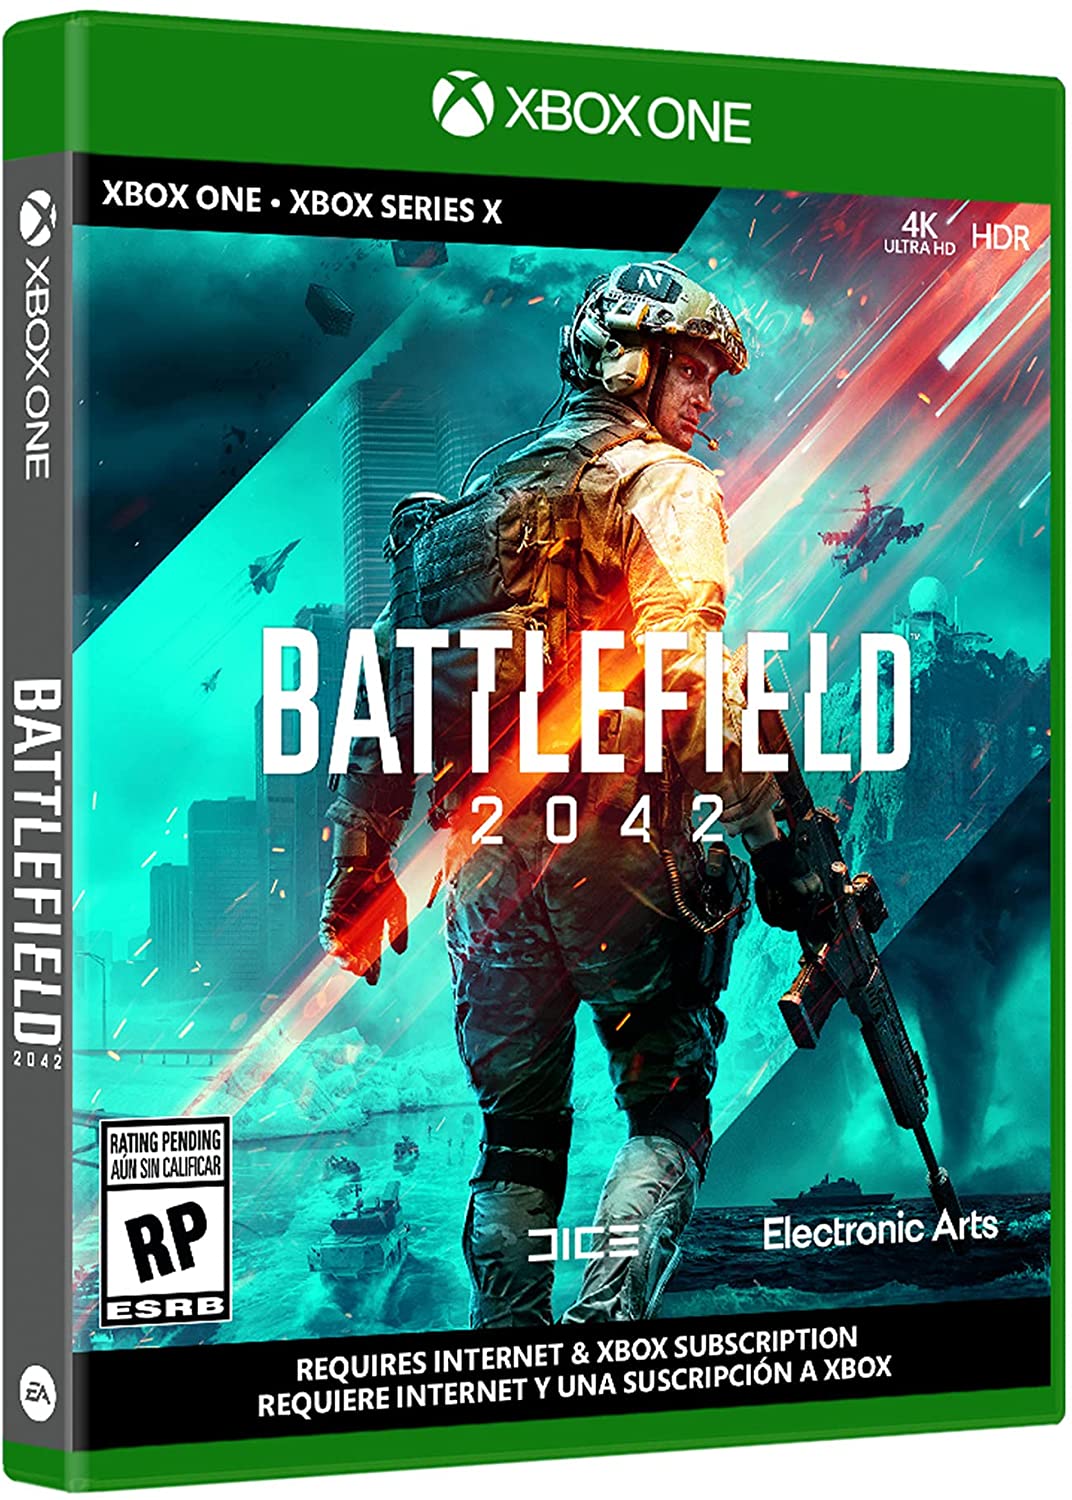 XBOX ONE
XBOX ONE • XBOX SERIES X
4K
ULTRA HD
HDR
N
BATTLEFIELD™
2042
RATING PENDING
AÚN SIN CALIFICAR
RP
ESRB
DICE
Electronic Arts
REQUIRES INTERNET & XBOX SUBSCRIPTION
REQUIERE INTERNET Y UNA SUSCRIPCIÓN A XBOX
XBOX ONE
BATTLEFIELD
2042
EA